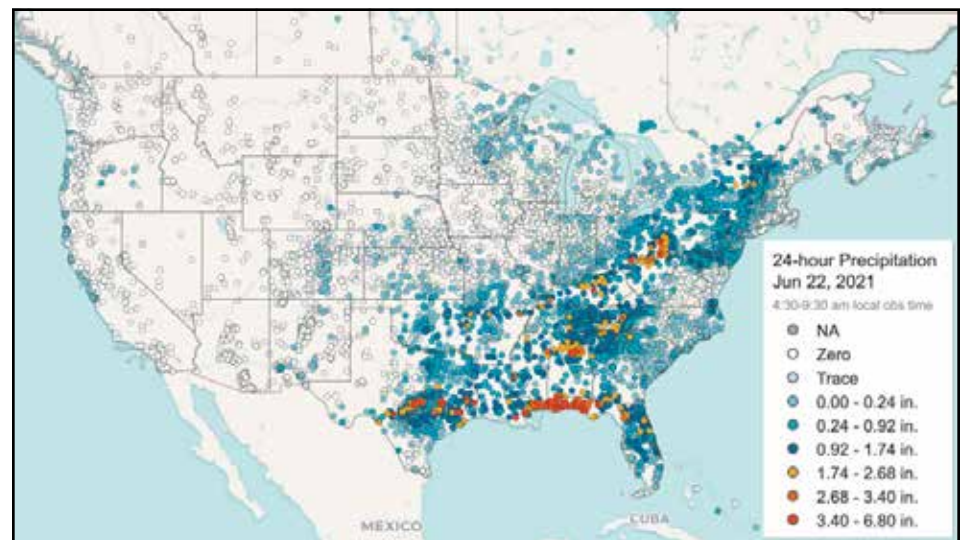 24-hour Precipitation
Jun 22, 2021
4:30-9:30 am local obs time
NA
Zero
Trace
0.00 - 0.24 in.
0.24 - 0.92 in.
0.92 - 1.74 in.
1.74 - 2.68 in.
2.68 - 3.40 in.
3.40 - 6.80 in.
MEXICO
CUBA